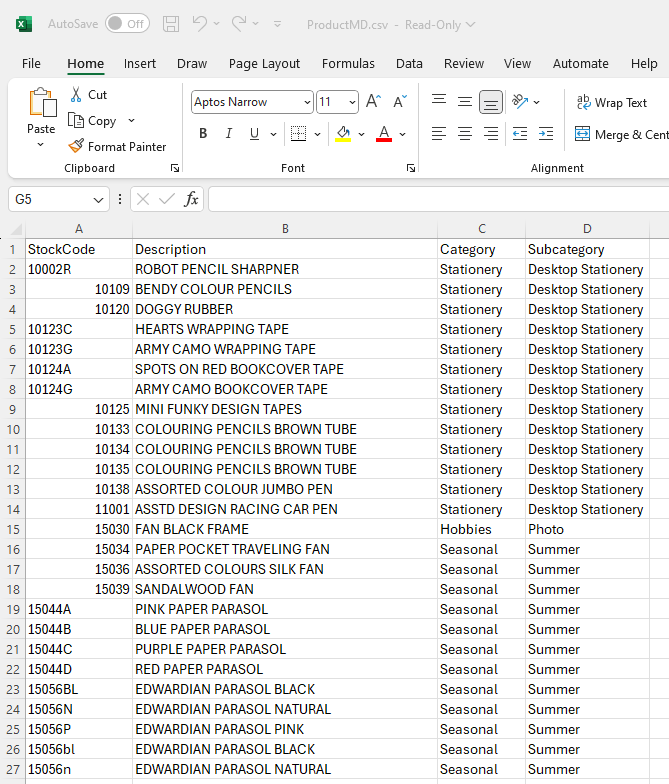 AutoSave Off ProductMD.csv - Read-Only
File Home Insert Draw Page Layout Formulas Data Review View Automate Help
Paste Cut Copy Format Painter
Aptos Narrow 11 A A
B I U A
ab Wrap Text
Merge & Cent
Clipboard Font Alignment
G5 fx
A B C D
1 StockCode Description Category Subcategory
2 10002R ROBOT PENCIL SHARPNER Stationery Desktop Stationery
3 10109 BENDY COLOUR PENCILS Stationery Desktop Stationery
4 10120 DOGGY RUBBER Stationery Desktop Stationery
5 10123C HEARTS WRAPPING TAPE Stationery Desktop Stationery
6 10123G ARMY CAMO WRAPPING TAPE Stationery Desktop Stationery
7 10124A SPOTS ON RED BOOKCOVER TAPE Stationery Desktop Stationery
8 10124G ARMY CAMO BOOKCOVER TAPE Stationery Desktop Stationery
9 10125 MINI FUNKY DESIGN TAPES Stationery Desktop Stationery
10 10133 COLOURING PENCILS BROWN TUBE Stationery Desktop Stationery
11 10134 COLOURING PENCILS BROWN TUBE Stationery Desktop Stationery
12 10135 COLOURING PENCILS BROWN TUBE Stationery Desktop Stationery
13 10138 ASSORTED COLOUR JUMBO PEN Stationery Desktop Stationery
14 11001 ASSTD DESIGN RACING CAR PEN Stationery Desktop Stationery
15 15030 FAN BLACK FRAME Hobbies Photo
16 15034 PAPER POCKET TRAVELING FAN Seasonal Summer
17 15036 ASSORTED COLOURS SILK FAN Seasonal Summer
18 15039 SANDALWOOD FAN Seasonal Summer
19 15044A PINK PAPER PARASOL Seasonal Summer
20 15044B BLUE PAPER PARASOL Seasonal Summer
21 15044C PURPLE PAPER PARASOL Seasonal Summer
22 15044D RED PAPER PARASOL Seasonal Summer
23 15056BL EDWARDIAN PARASOL BLACK Seasonal Summer
24 15056N EDWARDIAN PARASOL NATURAL Seasonal Summer
25 15056P EDWARDIAN PARASOL PINK Seasonal Summer
26 15056bl EDWARDIAN PARASOL BLACK Seasonal Summer
27 15056n EDWARDIAN PARASOL NATURAL Seasonal Summer